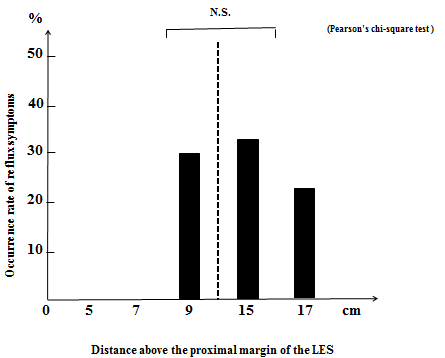 N.S.
%
(Pearson's chi-square test )
50
40
30
20
10
Occurrence rate of reflux symptoms
0 5 7 9 15 17 cm
Distance above the proximal margin of the LES